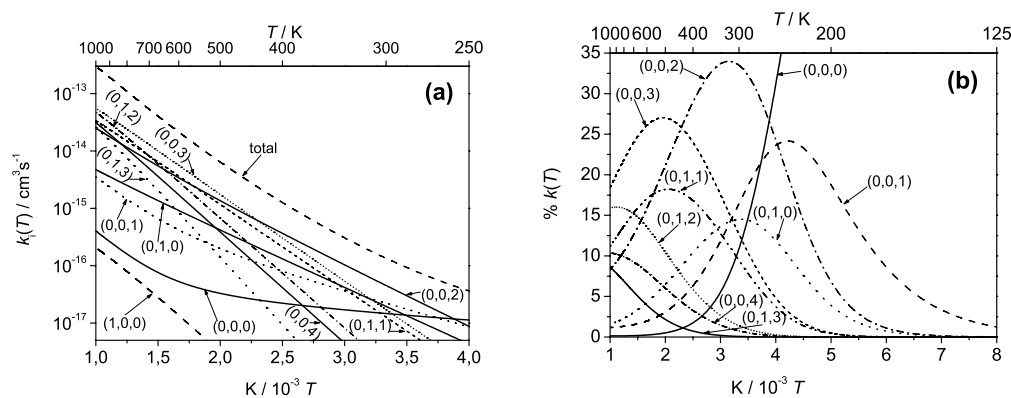 T / K
1000 700 600 500 400 300 250
(a)
10-13
10-14
10-15
10-16
10-17
ki(T) / cm3s-1
(0,1,2)
(0,0,3)
total
(0,1,3)
(0,0,1)
(0,1,0)
(1,0,0)
(0,0,0)
(0,0,4)
(1,1,1)
(0,0,2)
1,0 1,5 2,0 2,5 3,0 3,5 4,0
K / 10-3 T
T / K
1000 600 400 300 200 125
(b)
35
30
25
20
15
10
5
0
% k(T)
(0,0,2)
(0,0,0)
(0,0,3)
(0,1,1)
(0,0,1)
(0,1,2)
(0,1,0)
(0,0,4)
(0,1,3)
1 2 3 4 5 6 7 8
K / 10-3 T